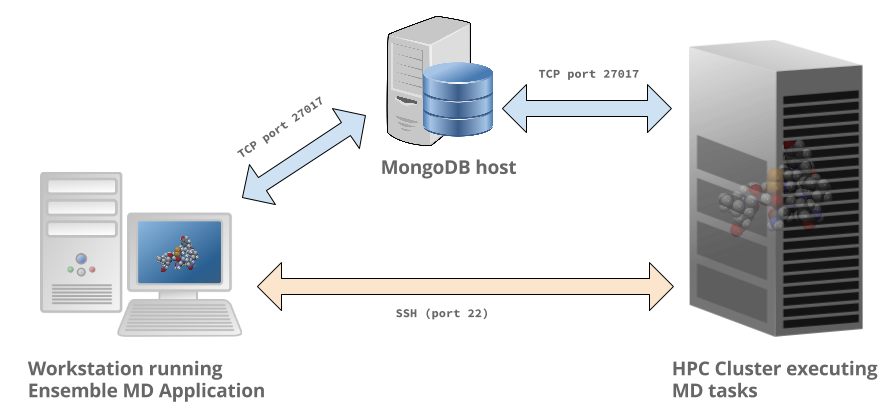 TCP port 27017
TCP port 27017
MongoDB host
SSH (port 22)
Workstation running
Ensemble MD Application
HPC Cluster executing
MD tasks